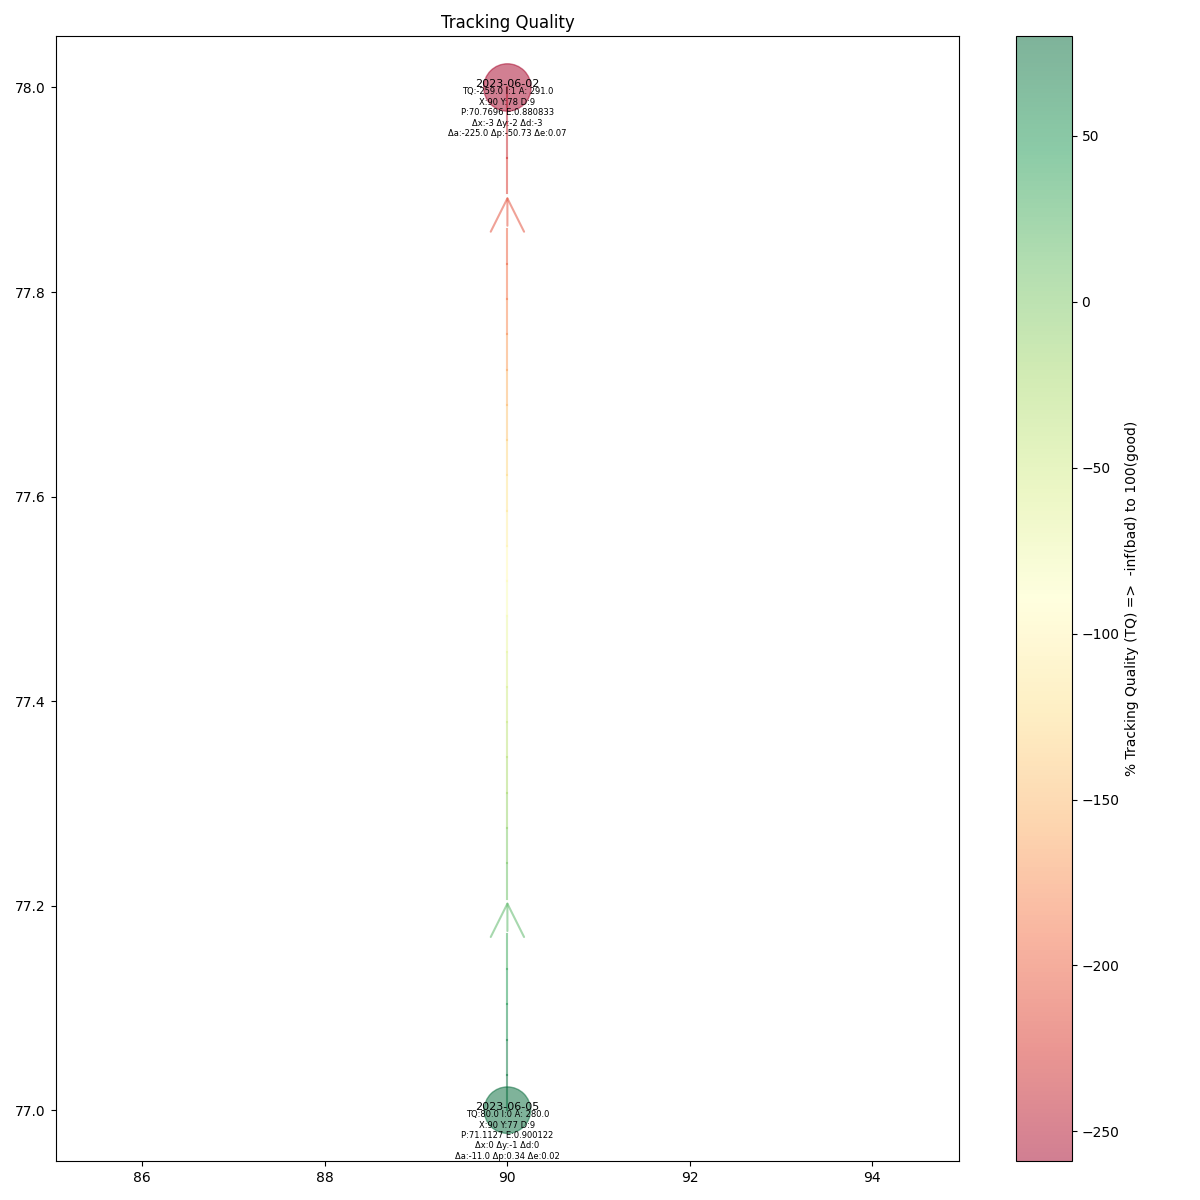 Tracking Quality
78.0
77.8
77.6
77.4
77.2
77.0
86
88
90
92
94
2023-06-02
TQ:-259.0 I:1 A: 291.0
X:90 Y:78 D:9
P:70.7696 E:0.880833
Δx:-3 Δy:-2 Δd:-3
Δa:-225.0 Δp:-50.73 Δe:0.07
2023-06-05
TQ:80.0 I:0 A: 280.0
X:90 Y:77 D:9
P:71.1127 E:0.900122
Δx:0 Δy:-1 Δd:0
Δa:-11.0 Δp:0.34 Δe:0.02
50
0
−50
−100
−150
−200
−250
% Tracking Quality (TQ) =>  -inf(bad) to 100(good)